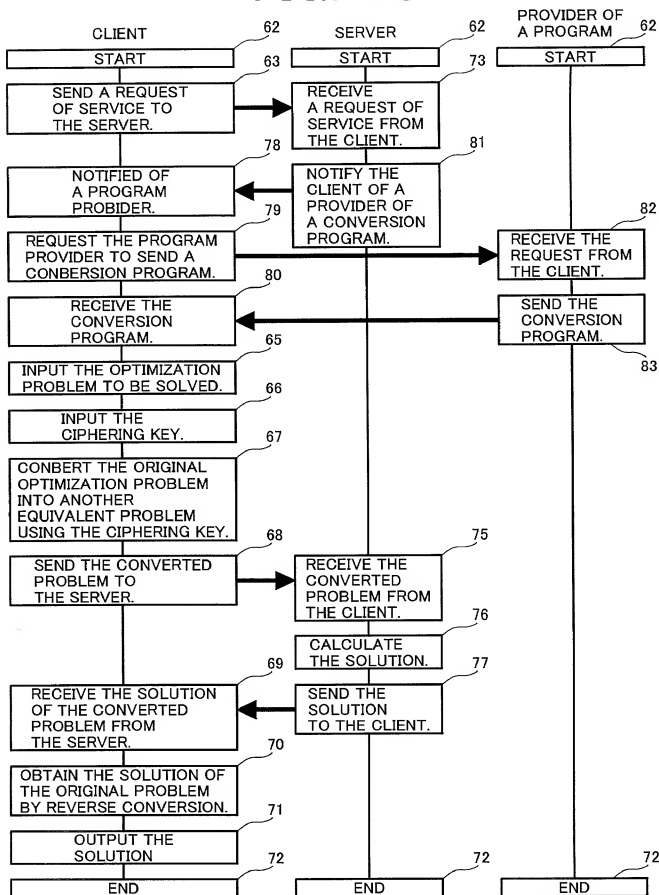 CLIENT
SERVER
PROVIDER OF
A PROGRAM
62
62
62
START
START
START
63
73
SEND A REQUEST
OF SERVICE TO
THE SERVER.
RECEIVE
A REQUEST OF
SERVICE FROM
THE CLIENT.
78
81
NOTIFIED OF
A PROGRAM
PROBIDER.
NOTIFY THE
CLIENT OF A
PROVIDER OF
A CONVERSION
PROGRAM.
79
82
REQUEST THE PROGRAM
PROVIDER TO SEND A
CONBERSION PROGRAM.
RECEIVE THE
REQUEST FROM
THE CLIENT.
80
RECEIVE THE
CONVERSION
PROGRAM.
SEND THE
CONVERSION
PROGRAM.
83
65
INPUT THE OPTIMIZATION
PROBLEM TO BE SOLVED.
66
INPUT THE
CIPHERING KEY.
67
CONBERT THE ORIGINAL
OPTIMIZATION PROBLEM
INTO ANOTHER
EQUIVALENT PROBLEM
USING THE CIPHERING KEY.
68
75
SEND THE CONVERTED
PROBLEM TO
THE SERVER.
RECEIVE THE
CONVERTED
PROBLEM FROM
THE CLIENT.
76
CALCULATE
THE SOLUTION.
69
77
RECEIVE THE SOLUTION
OF THE CONVERTED
PROBLEM FROM
THE SERVER.
SEND THE
SOLUTION
TO THE CLIENT.
70
OBTAIN THE SOLUTION OF
THE ORIGINAL PROBLEM
BY REVERSE CONVERSION.
71
OUTPUT THE
SOLUTION
72
72
72
END
END
END